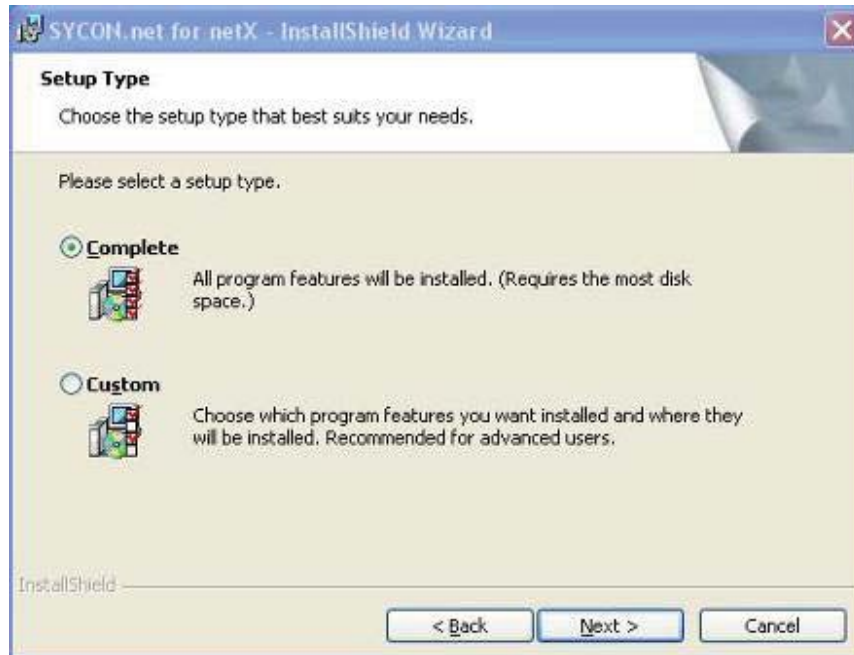 SYCON.net for netX - InstallShield Wizard
Setup Type
Choose the setup type that best suits your needs.
Please select a setup type.
Complete
All program features will be installed. (Requires the most disk
space.)
Custom
Choose which program features you want installed and where they
will be installed. Recommended for advanced users.
InstallShield
< Back
Next >
Cancel